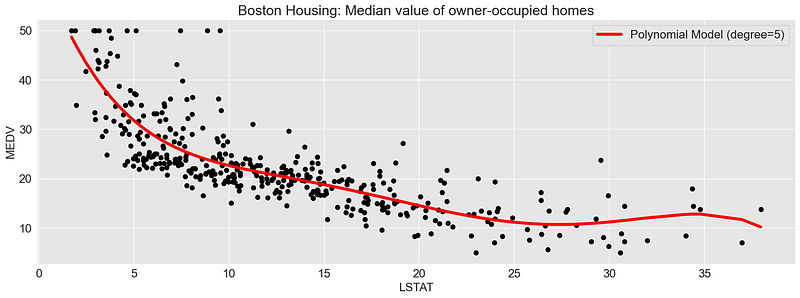 Boston Housing: Median value of owner-occupied homes
Polynomial Model (degree=5)
50
40
30
20
10
MEDV
0 5 10 15 20 25 30 35
LSTAT